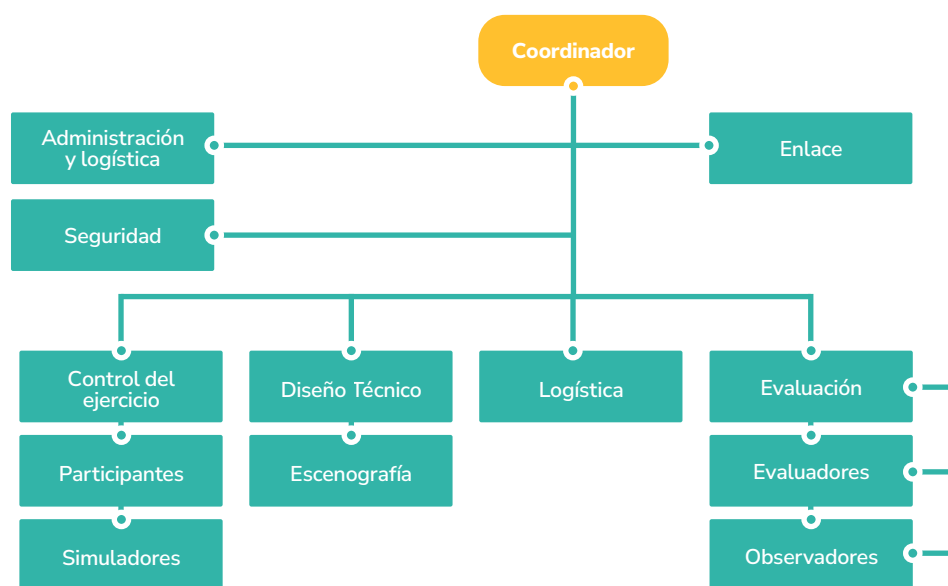 Coordinador
Administración
y logística
Enlace
Seguridad
Control del
ejercicio
Diseño Técnico
Logística
Evaluación
Participantes
Escenografía
Evaluadores
Simuladores
Observadores